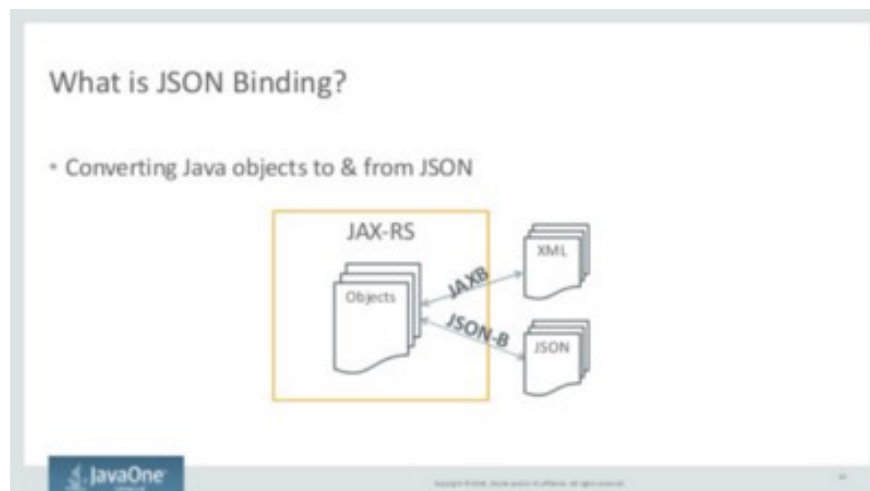 What is JSON Binding?
• Converting Java objects to & from JSON
JAX-RS
XML
Objects
JAXB
JSON-B
JSON
JavaOne